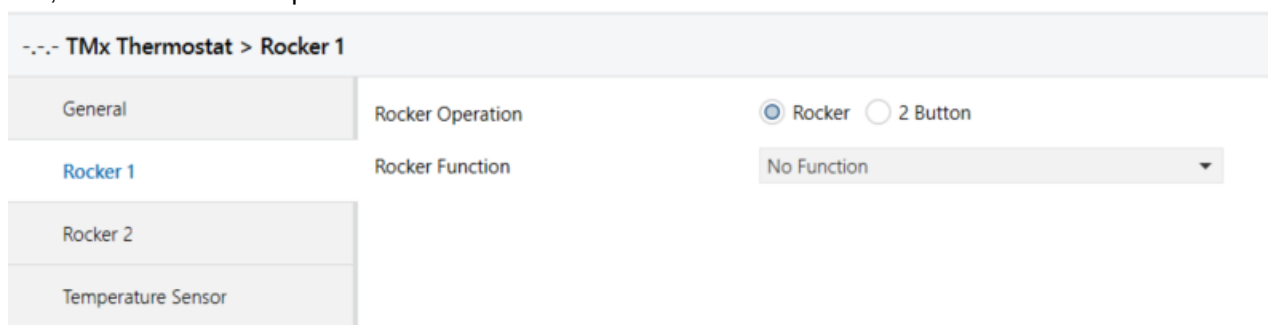 -.-.- TMx Thermostat > Rocker 1
General
Rocker Operation
Rocker
2 Button
Rocker 1
Rocker Function
No Function
Rocker 2
Temperature Sensor